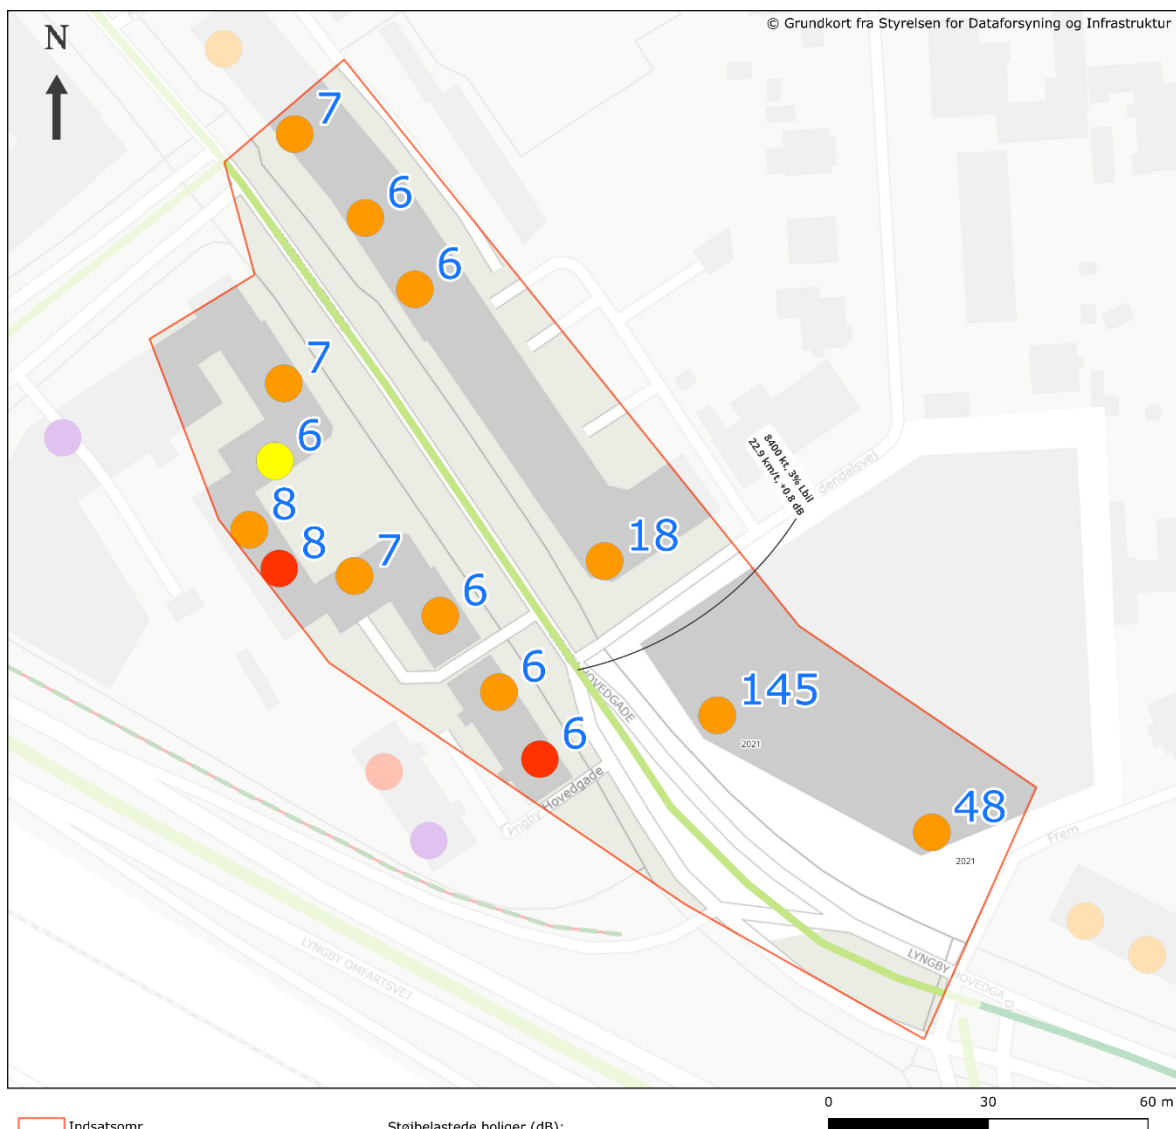 © Grundkort fra Styrelsen for Dataforsyning og Infrastruktur
N
7
6
6
7
6
8
8
7
6
18
8400 kt, 3% Lbil
22.9 km/t, +0.8 dB
dendalsvej
6
6
HOVEDGADE
145
2021
48
2021
Lyngby Hovedgade
Frem
LYNGBY OMFARTSVEJ
LYNGBY HOVEDGA D
0 30 60 m
Indsatsomr
Støjbelastede boliger (dB):